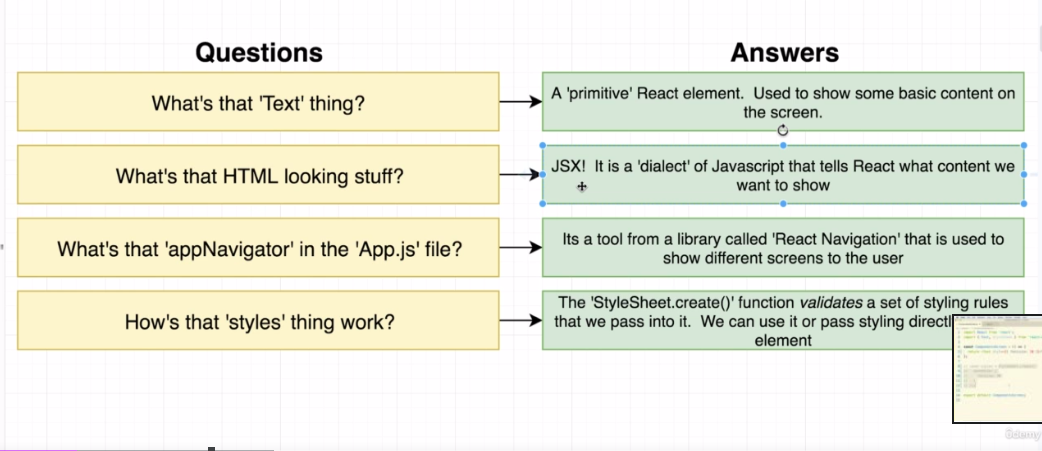 Questions
Answers
What's that 'Text' thing?
A 'primitive' React element. Used to show some basic content on
the screen.
What's that HTML looking stuff?
JSX! It is a 'dialect' of Javascript that tells React what content we
want to show
What's that 'appNavigator' in the 'App.js' file?
Its a tool from a library called 'React Navigation' that is used to
show different screens to the user
How's that 'styles' thing work?
The 'StyleSheet.create()' function validates a set of styling rules
that we pass into it. We can use it or pass styling
element
udemy